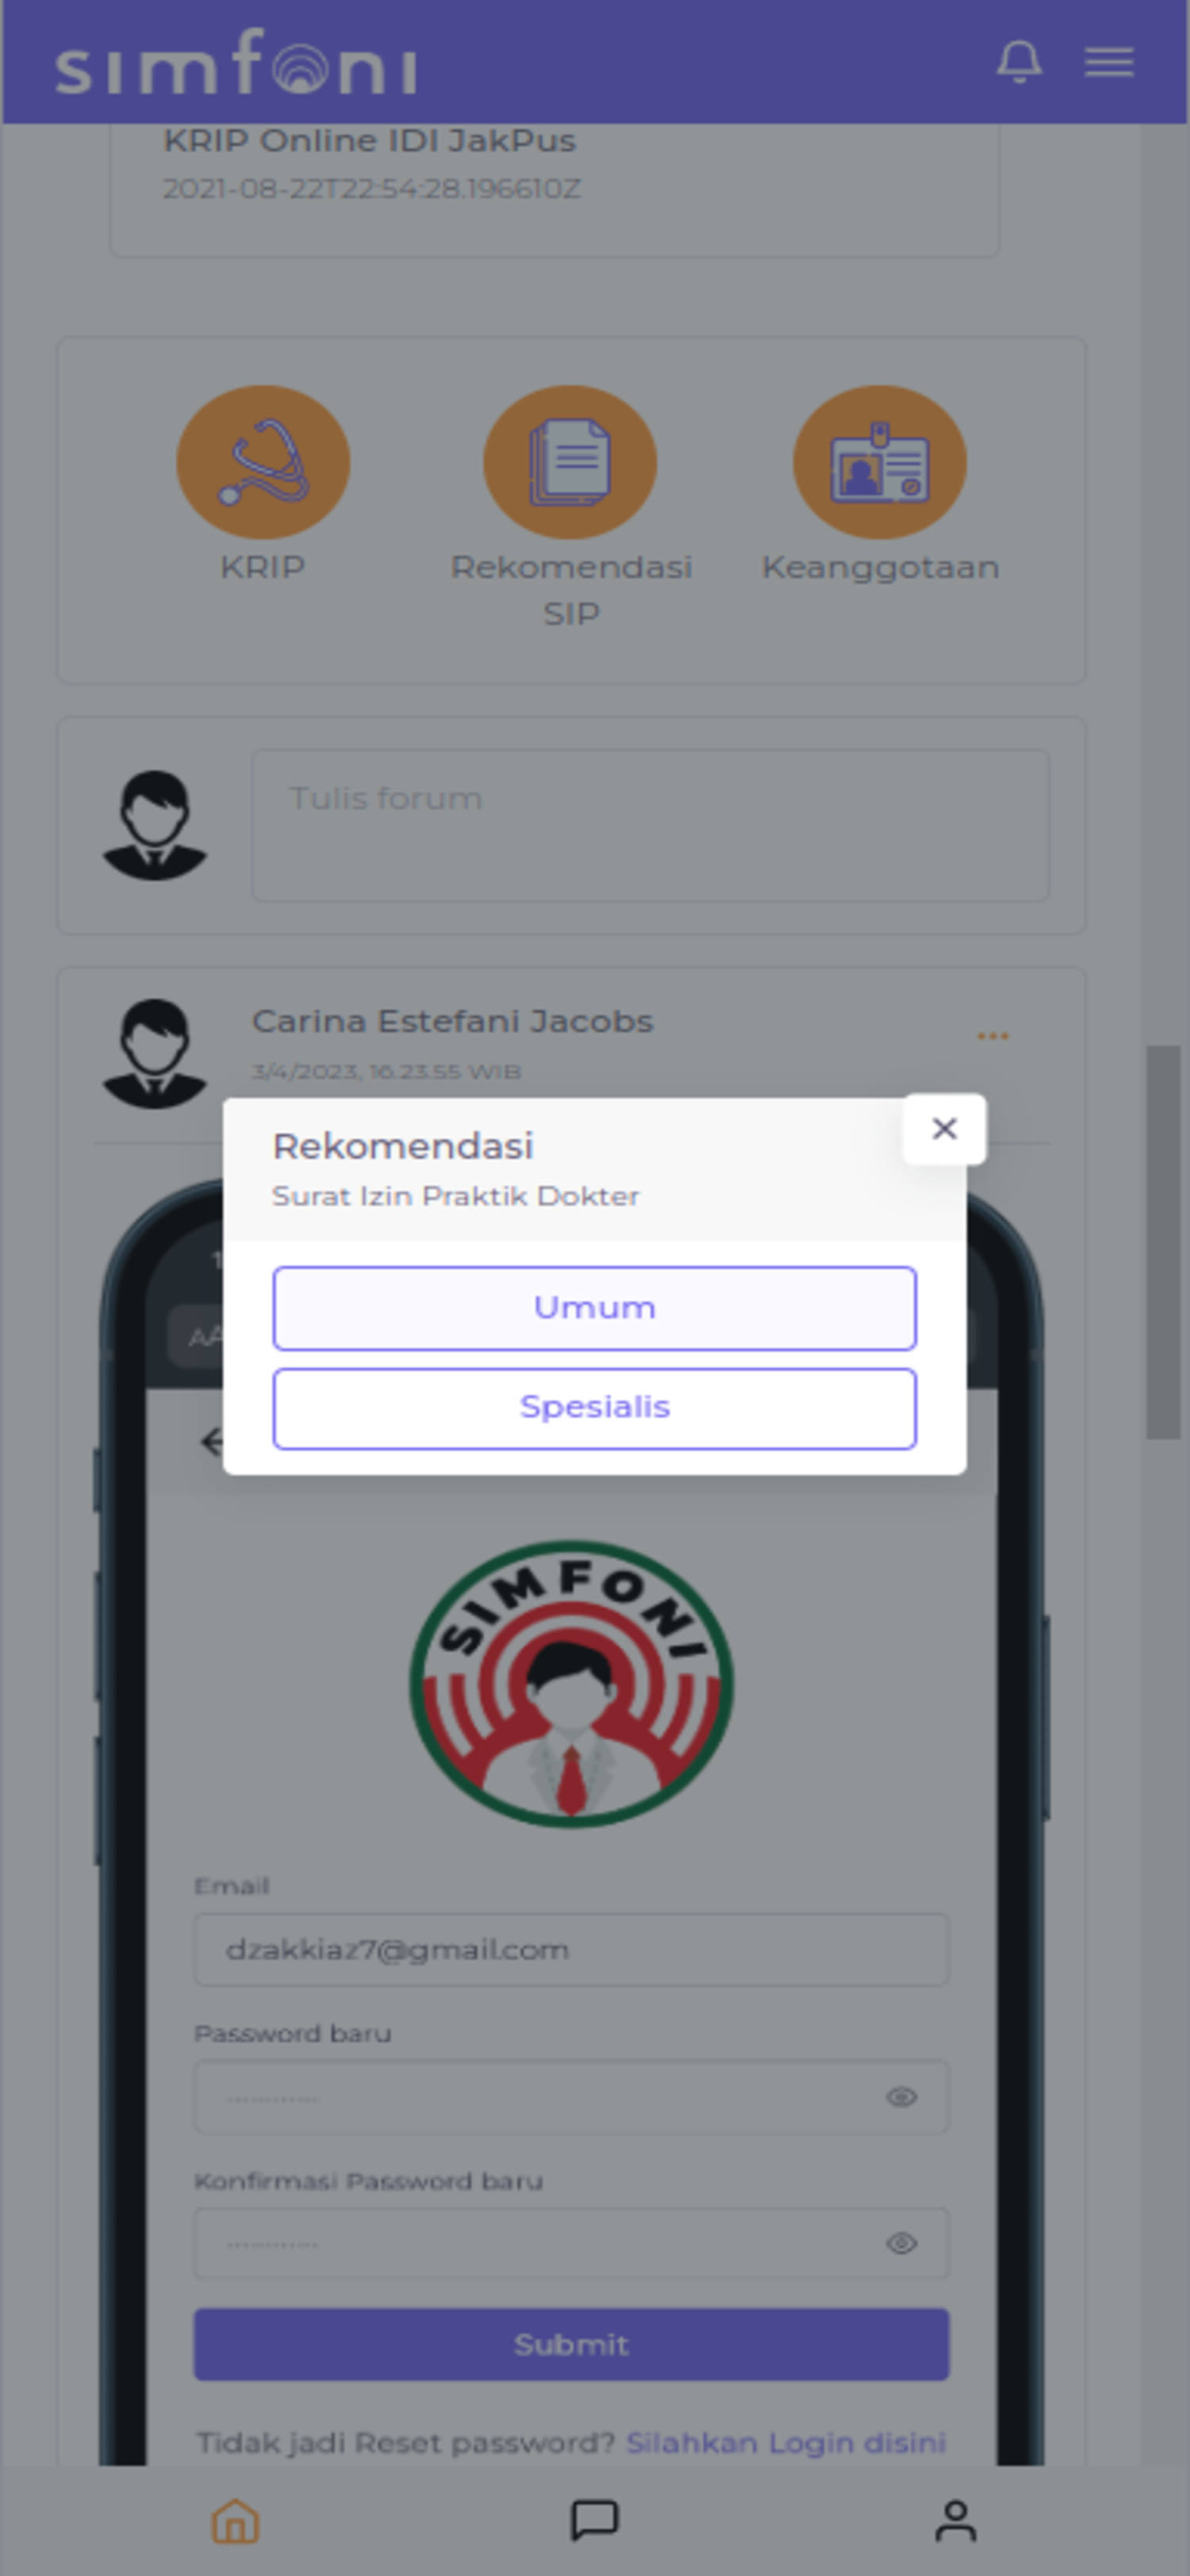 simfoni
KRIP Online IDI JakPus
2021-08-22T22:54:28.196610Z
KRIP
Rekomendasi
SIP
Keanggotaan
Tulis forum
Carina Estefani Jacobs
3/4/2023, 16.23.55 WIB
Rekomendasi
Surat Izin Praktik Dokter
Umum
Spesialis
SIMFONI
Email
dzakkiaz7@gmail.com
Password baru
Konfirmasi Password baru
Submit
Tidak jadi Reset password? Silahkan Login disini